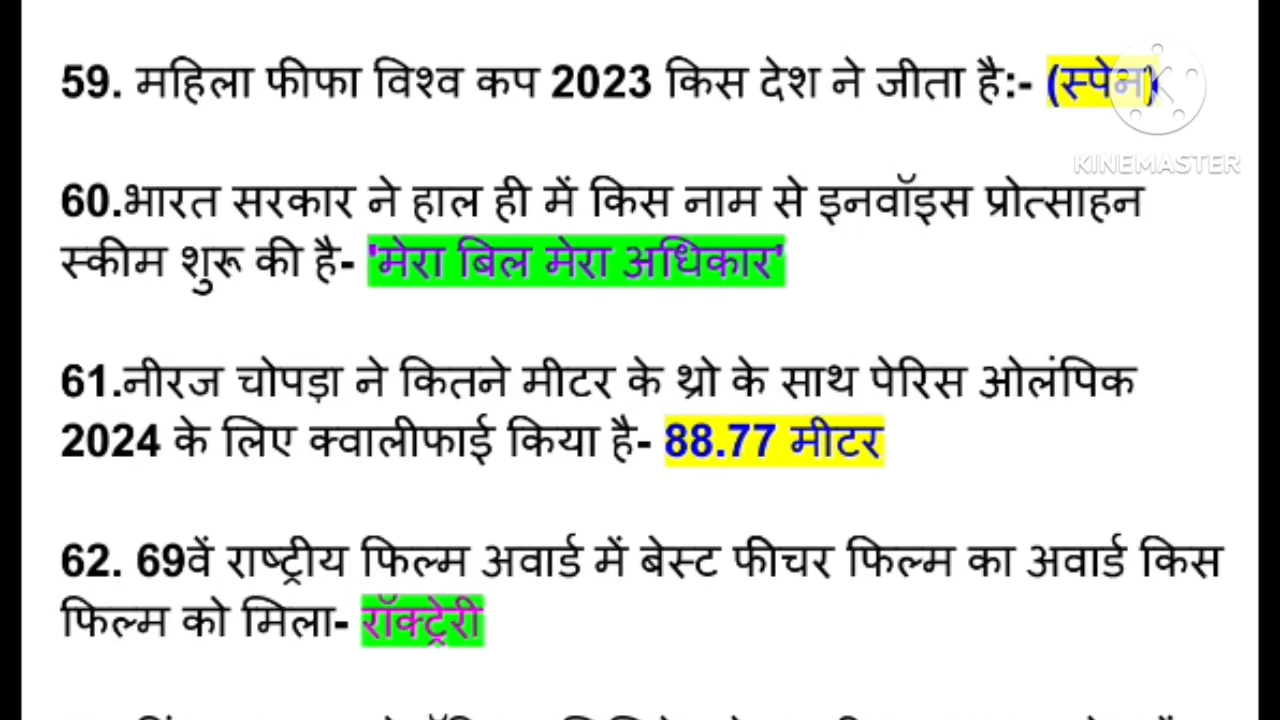 59. महिला फीफा विश्व कप 2023 किस देश ने जीता है:- (स्पेन)
KINEMASTER
60.भारत सरकार ने हाल ही में किस नाम से इनवॉइस प्रोत्साहन
स्कीम शुरू की है- 'मेरा बिल मेरा अधिकार'
61.नीरज चोपड़ा ने कितने मीटर के थ्रो के साथ पेरिस ओलंपिक
2024 के लिए क्वालीफाई किया है- 88.77 मीटर
62. 69वें राष्ट्रीय फिल्म अवार्ड में बेस्ट फीचर फिल्म का अवार्ड किस
फिल्म को मिला- रॉक्ट्रेरी